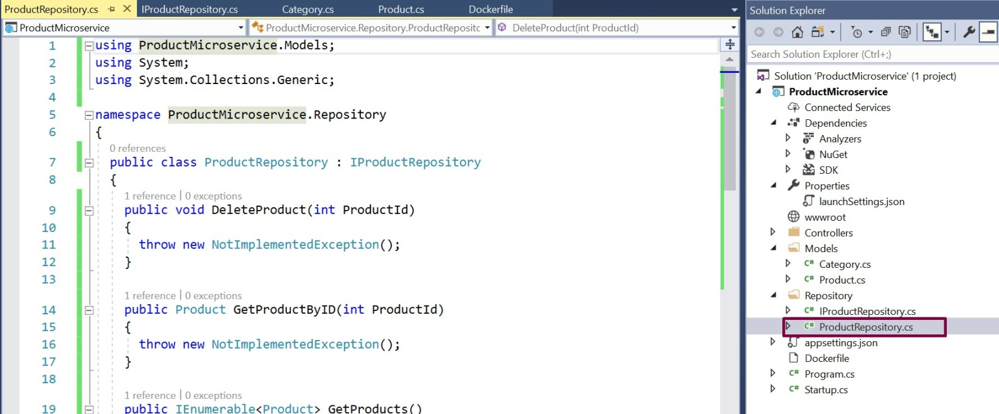 ProductRepository.cs IProductRepository.cs Category.cs Product.cs Dockerfile
ProductMicroservice ProductMicroservice.Repository.ProductRepositc DeleteProduct(int ProductId)
1 using ProductMicroservice.Models;
2 using System;
3 using System.Collections.Generic;
4
5 namespace ProductMicroservice.Repository
6 {
0 references
7 public class ProductRepository : IProductRepository
8 {
1 reference | 0 exceptions
9 public void DeleteProduct(int ProductId)
10 {
11 throw new NotImplementedException();
12 }
13
1 reference | 0 exceptions
14 public Product GetProductByID(int ProductId)
15 {
16 throw new NotImplementedException();
17 }
18
1 reference | 0 exceptions
19 public IEnumerable<Product> GetProducts()
Solution Explorer
Search Solution Explorer (Ctrl+;)
Solution 'ProductMicroservice' (1 project)
ProductMicroservice
Connected Services
Dependencies
Analyzers
NuGet
SDK
Properties
launchSettings.json
wwwroot
Controllers
Models
C# Category.cs
C# Product.cs
Repository
C# IProductRepository.cs
C# ProductRepository.cs
appsettings.json
Dockerfile
C# Program.cs
C# Startup.cs